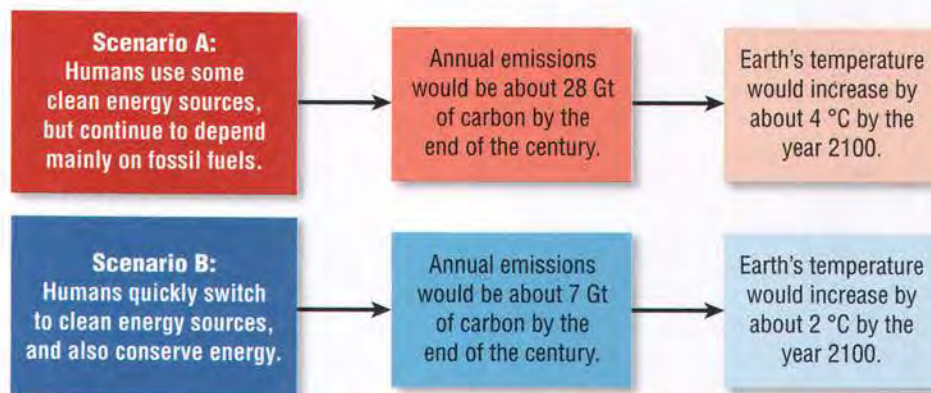 Scenario A:
Humans use some
clean energy sources,
but continue to depend
mainly on fossil fuels.
Annual emissions
would be about 28 Gt
of carbon by the
end of the century.
Earth's temperature
would increase by
about 4 °C by the
year 2100.
Scenario B:
Humans quickly switch
to clean energy sources,
and also conserve energy.
Annual emissions
would be about 7 Gt
of carbon by the
end of the century.
Earth's temperature
would increase by
about 2 °C by the
year 2100.